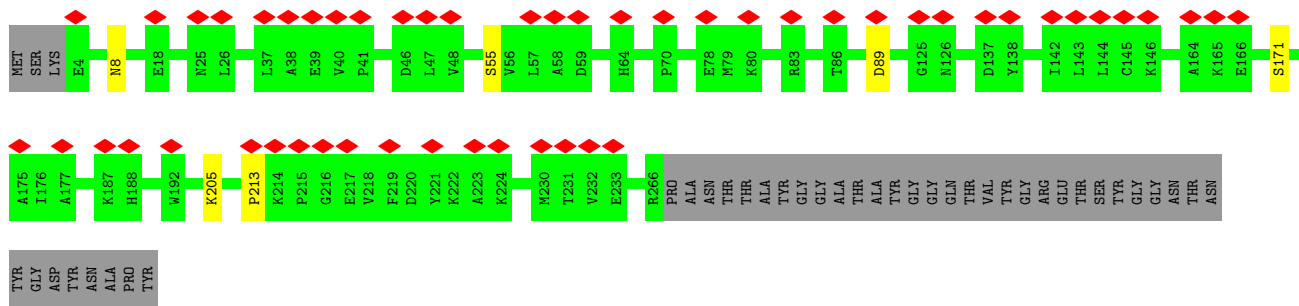 MET SER LYS E4 N8 E18 N25 L26 L37 A38 E39 V40 P41 D46 L47 V48 S55 V56 L57 A58 D59 H64 P70 E78 M79 K80 R83 T86 D89 G125 N126 D137 Y138 I142 L143 L144 C145 K146 A164 K165 E166 S171
A175 I176 A177 K187 H188 W192 K205 P213 K214 P215 G216 E217 V218 F219 D220 Y221 K222 A223 K224 M230 T231 V232 E233 R266 PRO ALA ASN THR THR ALA TYR GLY GLY ALA THR ALA TYR GLY GLY GLN THR VAL TYR GLY ARG GLU THR SER TYR GLY GLY ASN THR ASN
TYR GLY ASP TYR ASN ALA PRO TYR